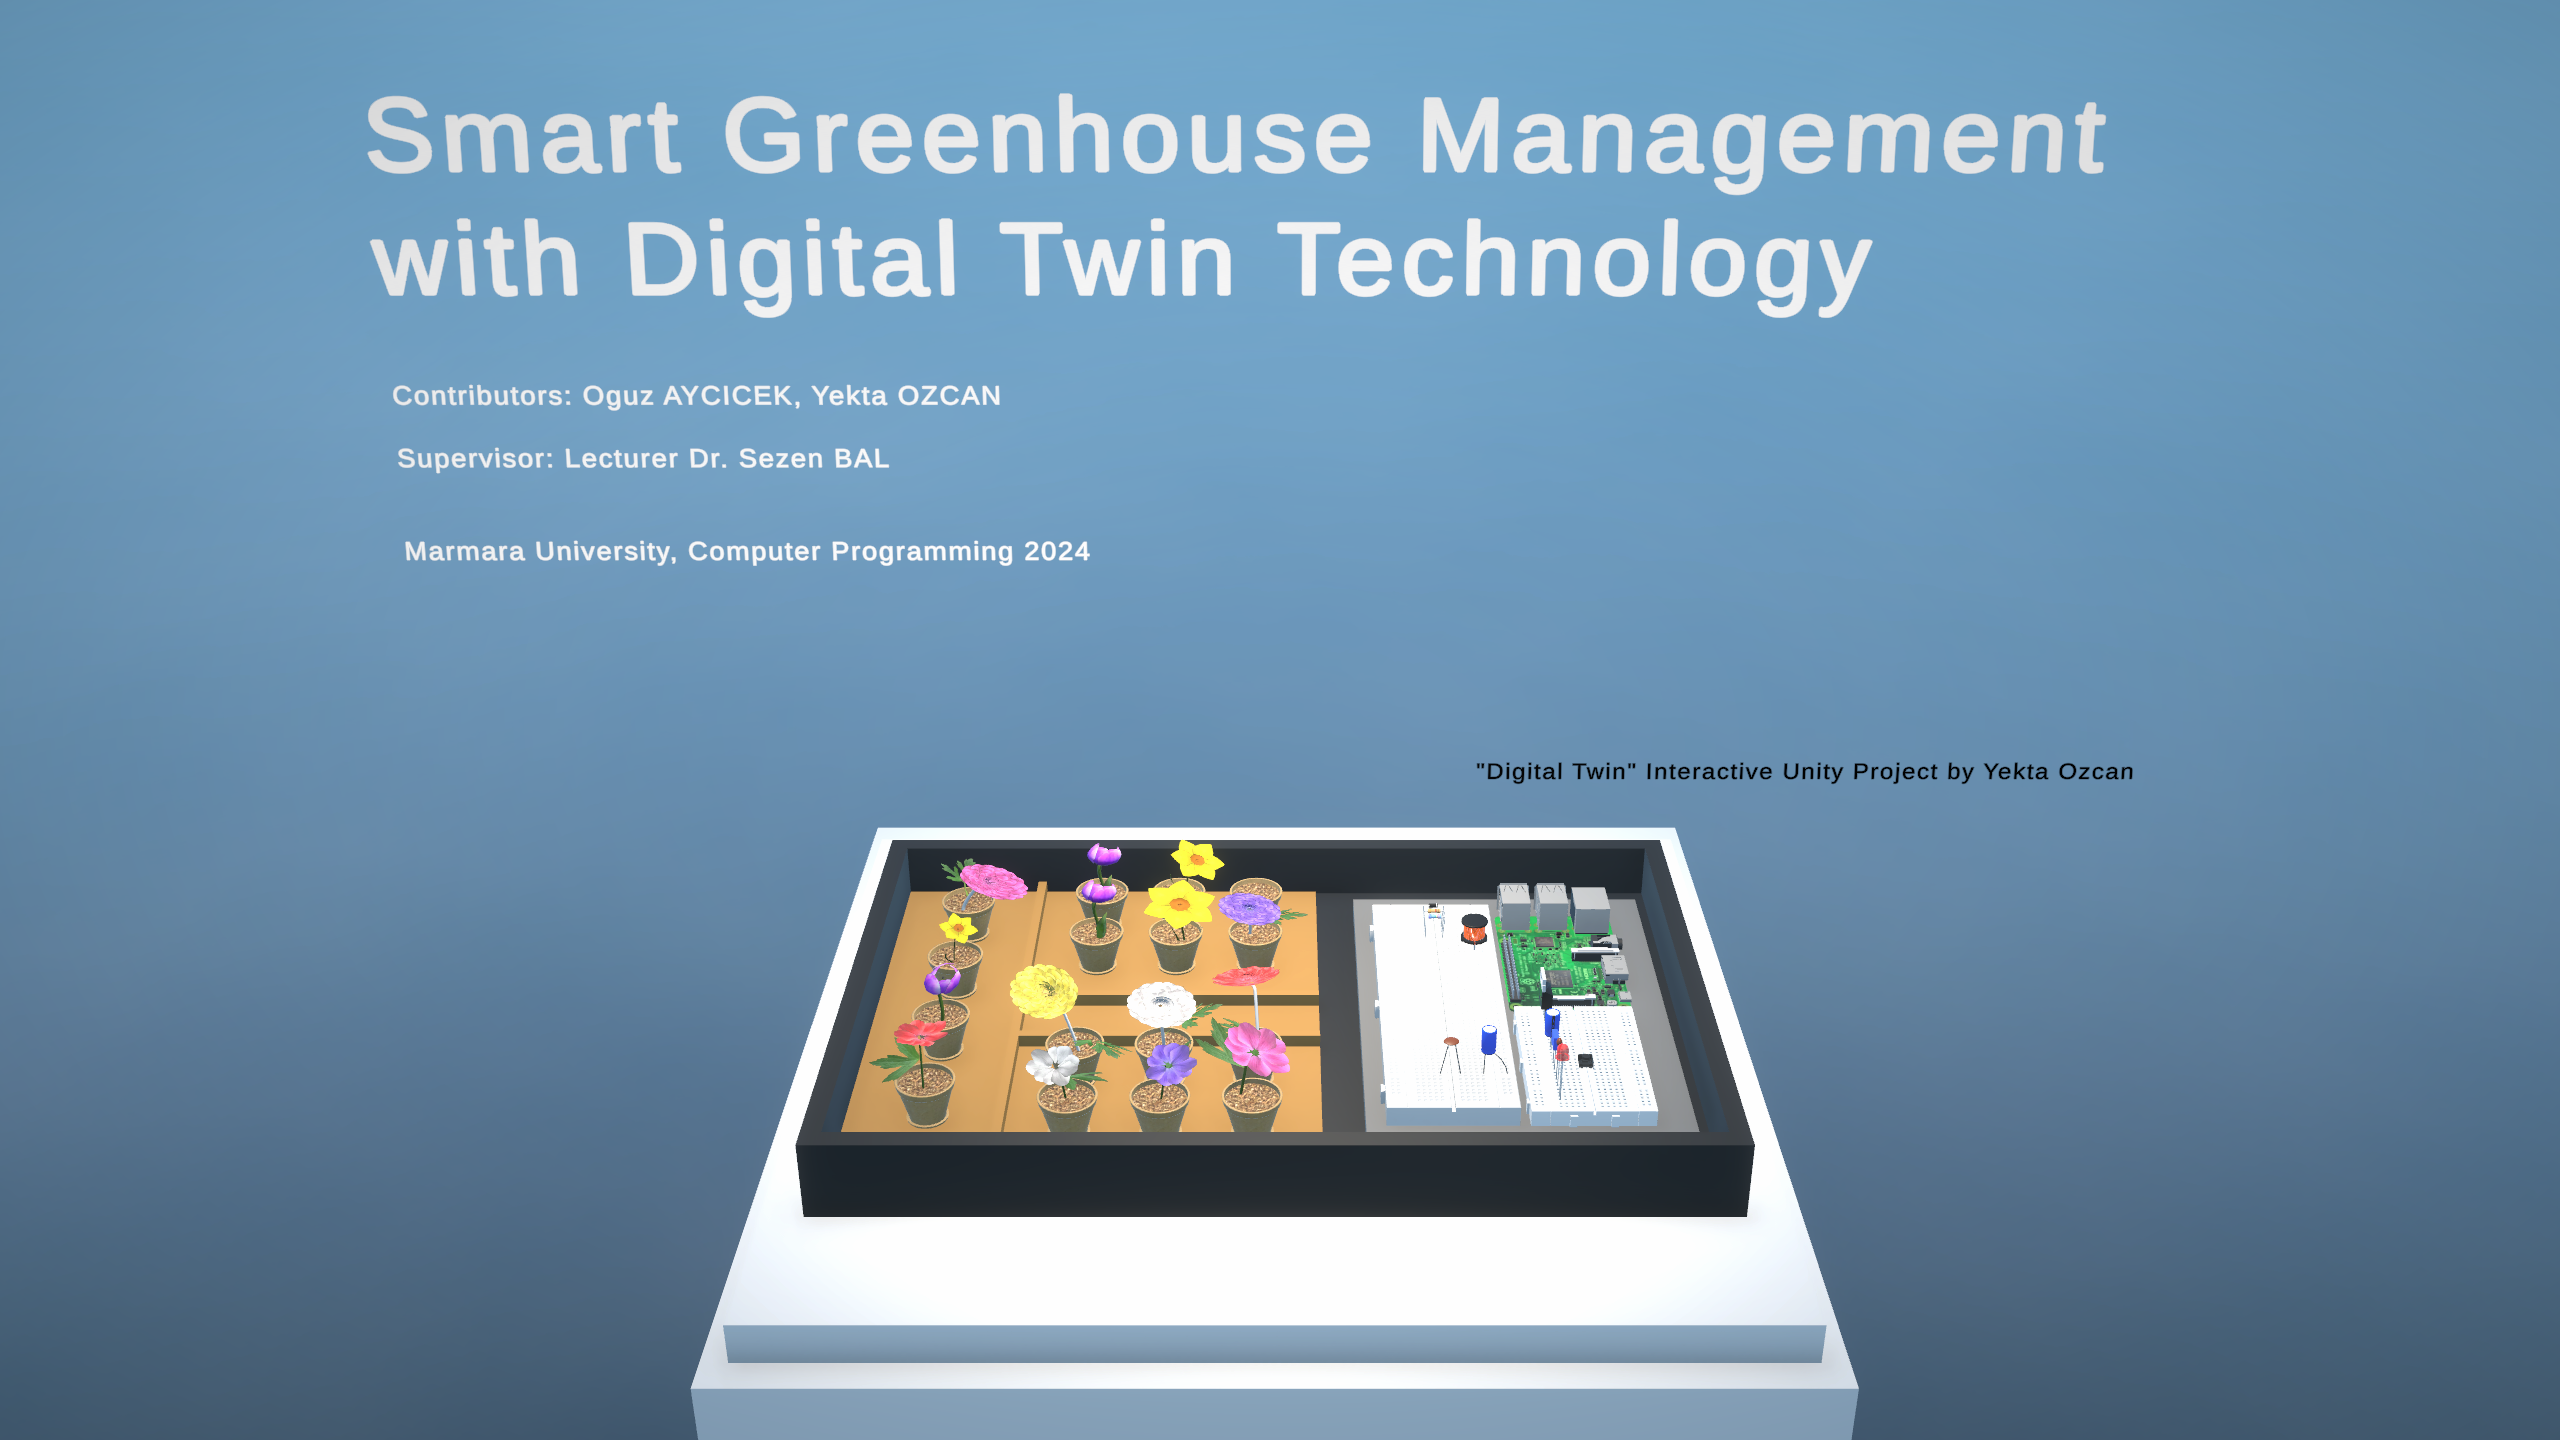 Smart Greenhouse Management
with Digital Twin Technology
Contributors: Oguz AYCICEK, Yekta OZCAN
Supervisor: Lecturer Dr. Sezen BAL
Marmara University, Computer Programming 2024
"Digital Twin" Interactive Unity Project by Yekta Ozcan